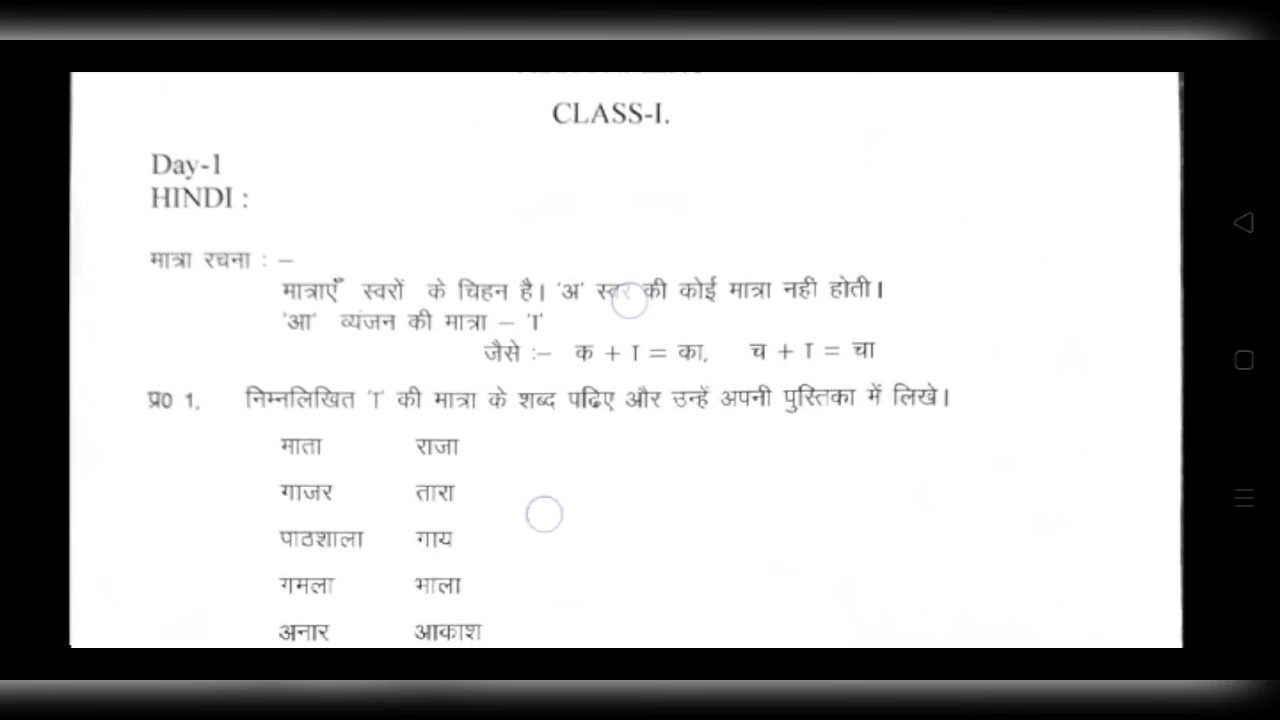 CLASS-I.
Day-1
HINDI :
मात्रा रचना : –
मात्राएँ स्वरों के चिहन है। 'अ' स्वर की कोई मात्रा नही होती।
'आ' व्यंजन की मात्रा – 'ा'
जैसे :– क + ा = का, च + ा = चा
प्र0 1. निम्नलिखित 'ा' की मात्रा के शब्द पढिए और उन्हें अपनी पुस्तिका में लिखे।
माता राजा
गाजर तारा
पाठशाला गाय
गमला भाला
अनार आकाश